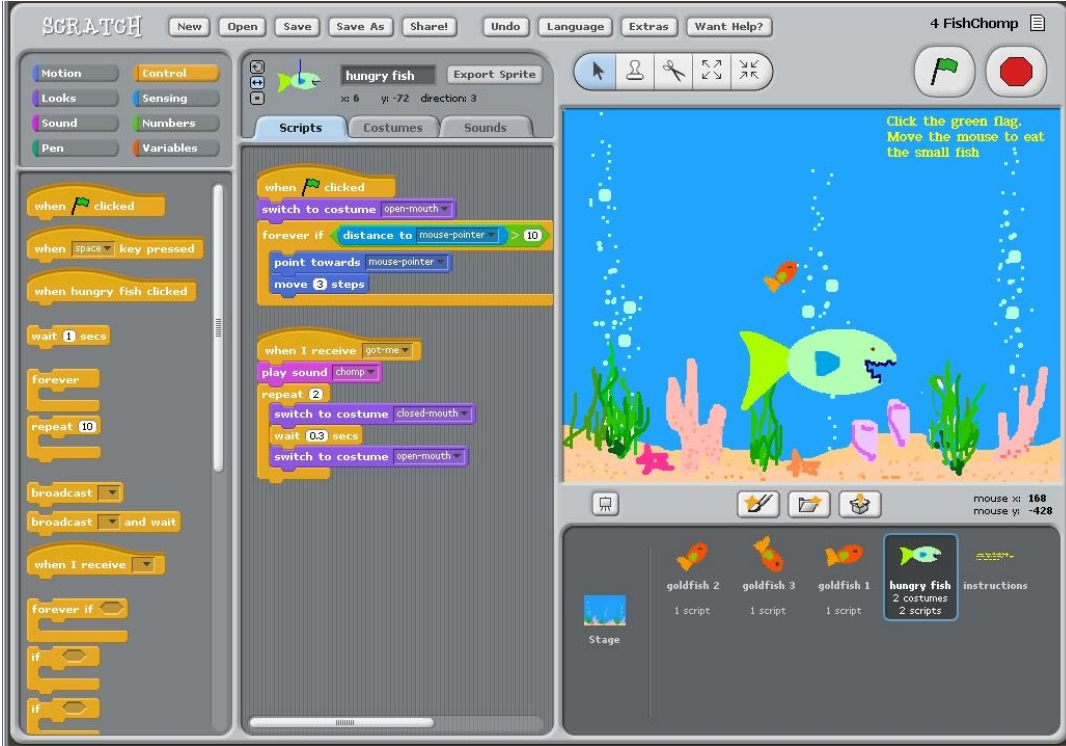 SCRATCH
New Open Save Save As Share! Undo Language Extras Want Help?
4 FishChomp
Motion Control
Looks Sensing
Sound Numbers
Pen Variables
when clicked
when space key pressed
when hungry fish clicked
wait 1 secs
forever
repeat 10
broadcast
broadcast and wait
when I receive
forever if
if
if
hungry fish Export Sprite
x: 6 y: -72 direction: 3
Scripts Costumes Sounds
when clicked
switch to costume open-mouth
forever if distance to mouse-pointer > 10
point towards mouse-pointer
move 3 steps
when I receive got-me
play sound chomp
repeat 2
switch to costume closed-mouth
wait 0.3 secs
switch to costume open-mouth
Click the green flag.
Move the mouse to eat
the small fish
mouse x: 168
mouse y: -428
goldfish 2 goldfish 3 goldfish 1 hungry fish instructions
2 costumes
1 script 1 script 1 script 2 scripts
Stage